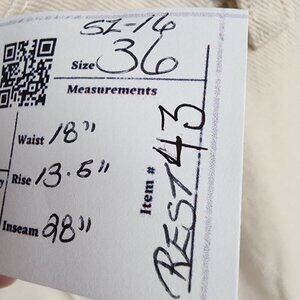 SZ-16
Size 36
Measurements
Waist 18"
Rise 13.5"
Inseam 28"
Item # REST43